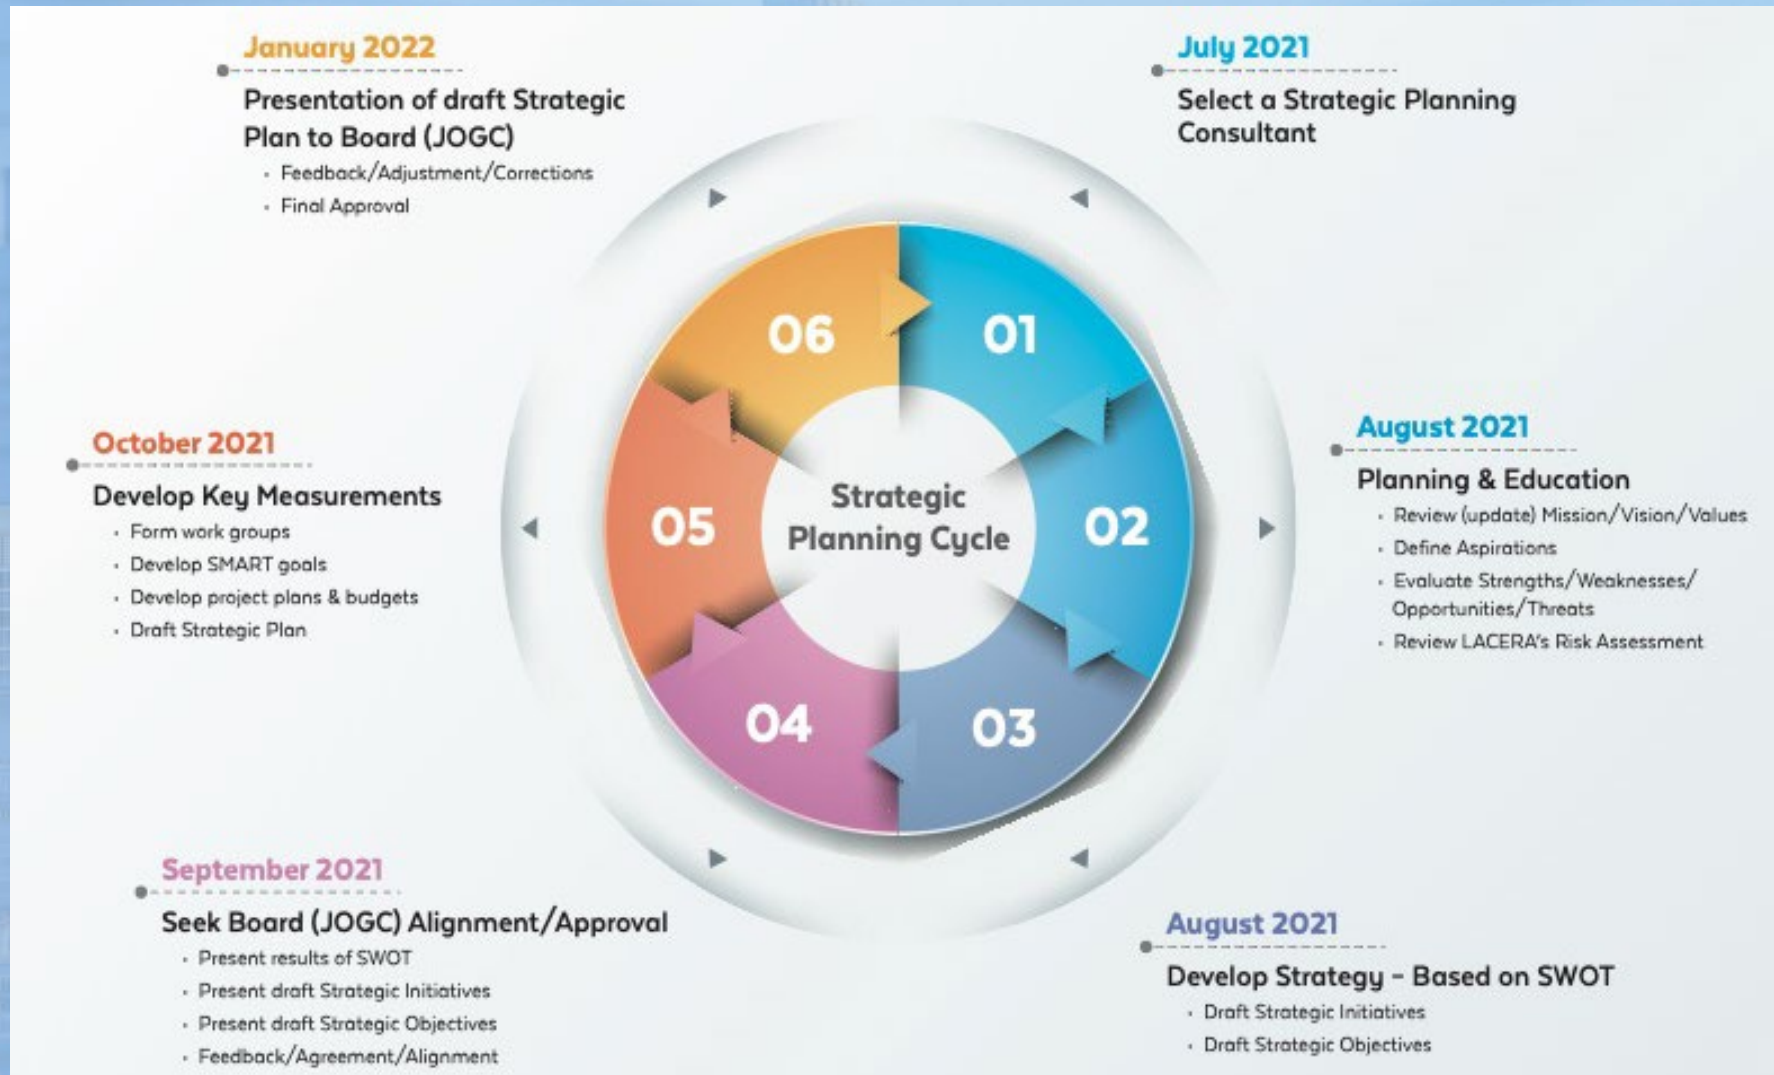 January 2022
Presentation of draft Strategic
Plan to Board (JOGC)
• Feedback/Adjustment/Corrections
• Final Approval
July 2021
Select a Strategic Planning
Consultant
06
01
October 2021
Develop Key Measurements
• Form work groups
• Develop SMART goals
• Develop project plans & budgets
• Draft Strategic Plan
05
Strategic
Planning Cycle
02
August 2021
Planning & Education
• Review (update) Mission/Vision/Values
• Define Aspirations
• Evaluate Strengths/Weaknesses/
Opportunities/Threats
• Review LACERA's Risk Assessment
04
03
September 2021
Seek Board (JOGC) Alignment/Approval
• Present results of SWOT
• Present draft Strategic Initiatives
• Present draft Strategic Objectives
• Feedback/Agreement/Alignment
August 2021
Develop Strategy – Based on SWOT
• Draft Strategic Initiatives
• Draft Strategic Objectives